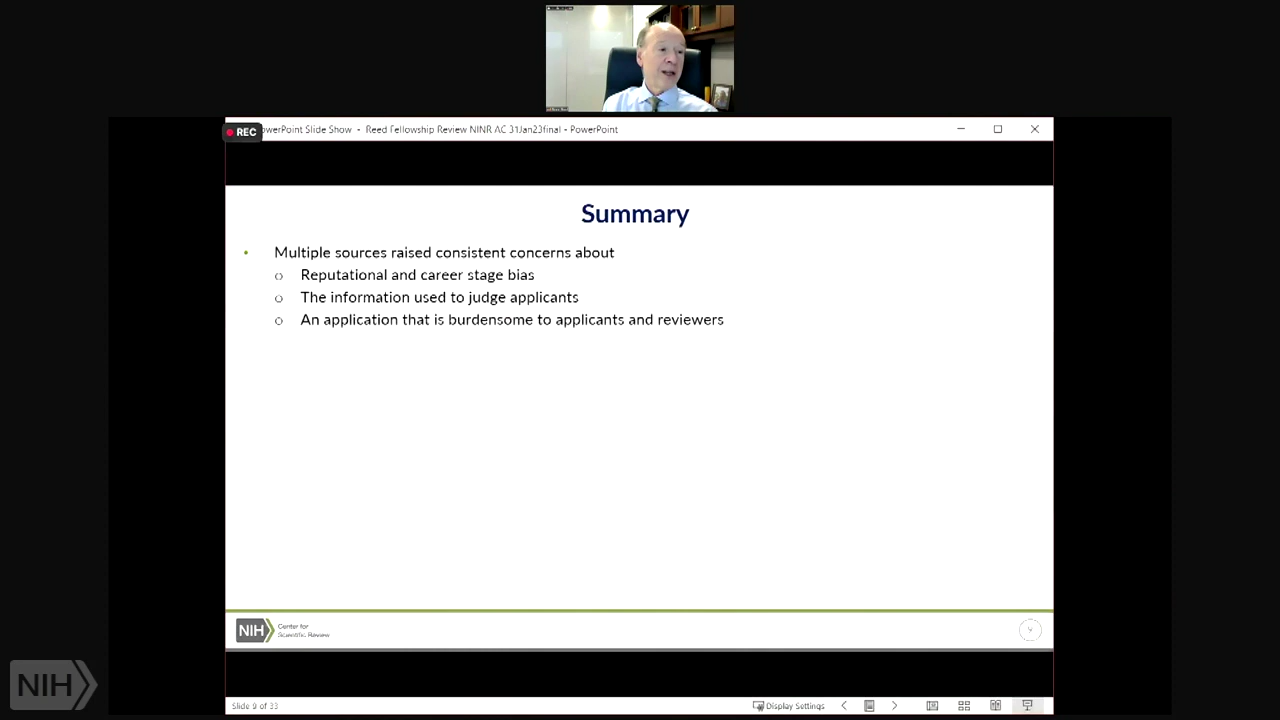 REC
owerPoint Slide Show - Reed Fellowship Review NINR AC 31Jan23final - PowerPoint
Summary
• Multiple sources raised consistent concerns about
o Reputational and career stage bias
o The information used to judge applicants
o An application that is burdensome to applicants and reviewers
NIH
Center for
Scientific Review
9
NIH
Slide 9 of 33
Display Settings